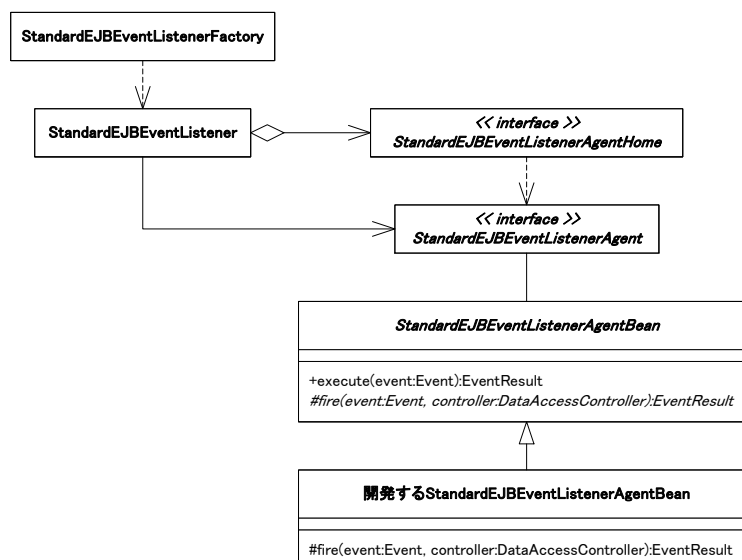 StandardEJBEventListenerFactory
StandardEJBEventListener
<< interface >>
StandardEJBEventListenerAgentHome
<< interface >>
StandardEJBEventListenerAgent
StandardEJBEventListenerAgentBean
+execute(event:Event):EventResult
#fire(event:Event, controller:DataAccessController):EventResult
開発するStandardEJBEventListenerAgentBean
#fire(event:Event, controller:DataAccessController):EventResult